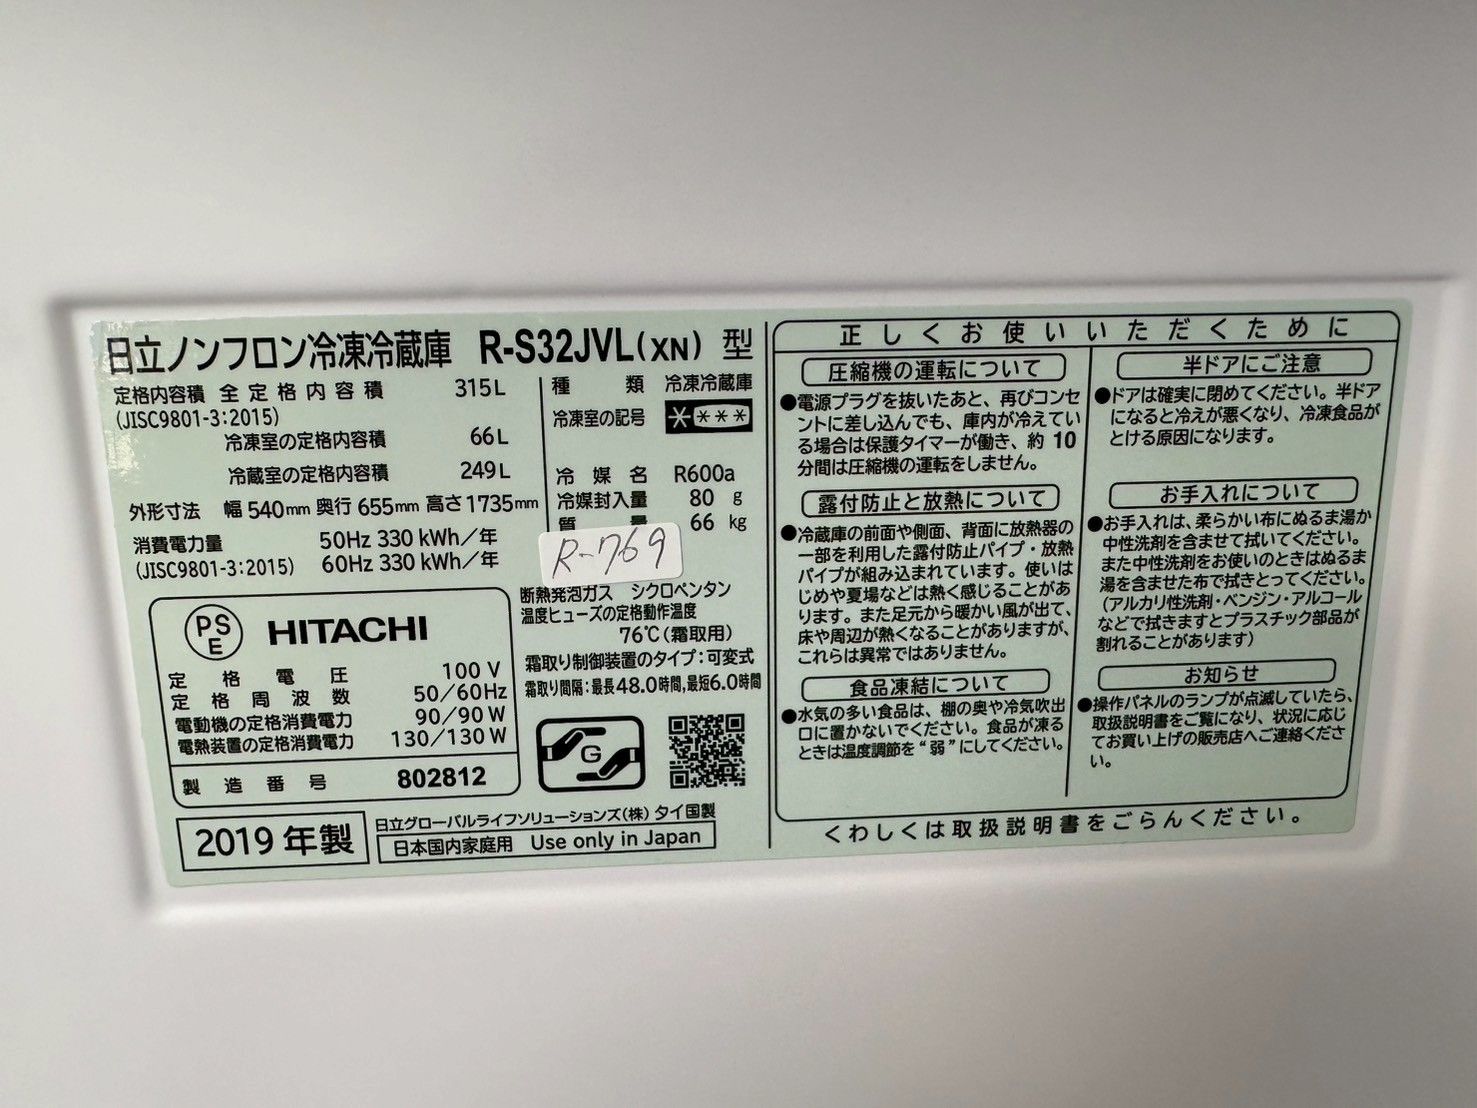 日立ノンフロン冷凍冷蔵庫 R-S32JVL(XN) 型
定格内容積 全定格内容積 315L
(JISC9801-3:2015)
冷凍室の定格内容積 66L
冷蔵室の定格内容積 249L
外形寸法 幅540mm 奥行655mm 高さ1735mm
消費電力量 50Hz 330 kWh/年
(JISC9801-3:2015) 60Hz 330 kWh/年
PS
E
HITACHI
定格電圧 100 V
定格周波数 50/60Hz
電動機の定格消費電力 90/90 W
電熱装置の定格消費電力 130/130 W
製造番号 802812
2019 年製
日立グローバルライフソリューションズ(株) タイ国製
日本国内家庭用 Use only in Japan
種類 冷凍冷蔵庫
冷凍室の記号 ****
冷媒名 R600a
冷媒封入量 80 g
質量 66 kg
R-769
断熱発泡ガス シクロペンタン
温度ヒューズの定格動作温度
76℃(霜取用)
霜取り制御装置のタイプ:可変式
霜取り間隔:最長48.0時間,最短6.0時間
G
正しくお使いいただくために
圧縮機の運転について
●電源プラグを抜いたあと、再びコンセ
ントに差し込んでも、庫内が冷えてい
る場合は保護タイマーが働き、約 10
分間は圧縮機の運転をしません。
露付防止と放熱について
●冷蔵庫の前面や側面、背面に放熱器の
一部を利用した露付防止パイプ・放熱
パイプが組み込まれています。使いは
じめや夏場などは熱く感じることがあ
ります。また足元から暖かい風が出て、
床や周辺が熱くなることがありますが、
これらは異常ではありません。
食品凍結について
●水気の多い食品は、棚の奥や冷気吹出
口に置かないでください。食品が凍る
ときは温度調節を“弱”にしてください。
半ドアにご注意
●ドアは確実に閉めてください。半ドア
になると冷えが悪くなり、冷凍食品が
とける原因になります。
お手入れについて
●お手入れは、柔らかい布にぬるま湯か
中性洗剤を含ませて拭いてください。
また中性洗剤をお使いのときはぬるま
湯を含ませた布で拭きとってください。
(アルカリ性洗剤・ベンジン・アルコール
などで拭きますとプラスチック部品が
割れることがあります)
お知らせ
●操作パネルのランプが点滅していたら、
取扱説明書をご覧になり、状況に応じ
てお買い上げの販売店へご連絡くださ
い。
くわしくは取扱説明書をごらんください。